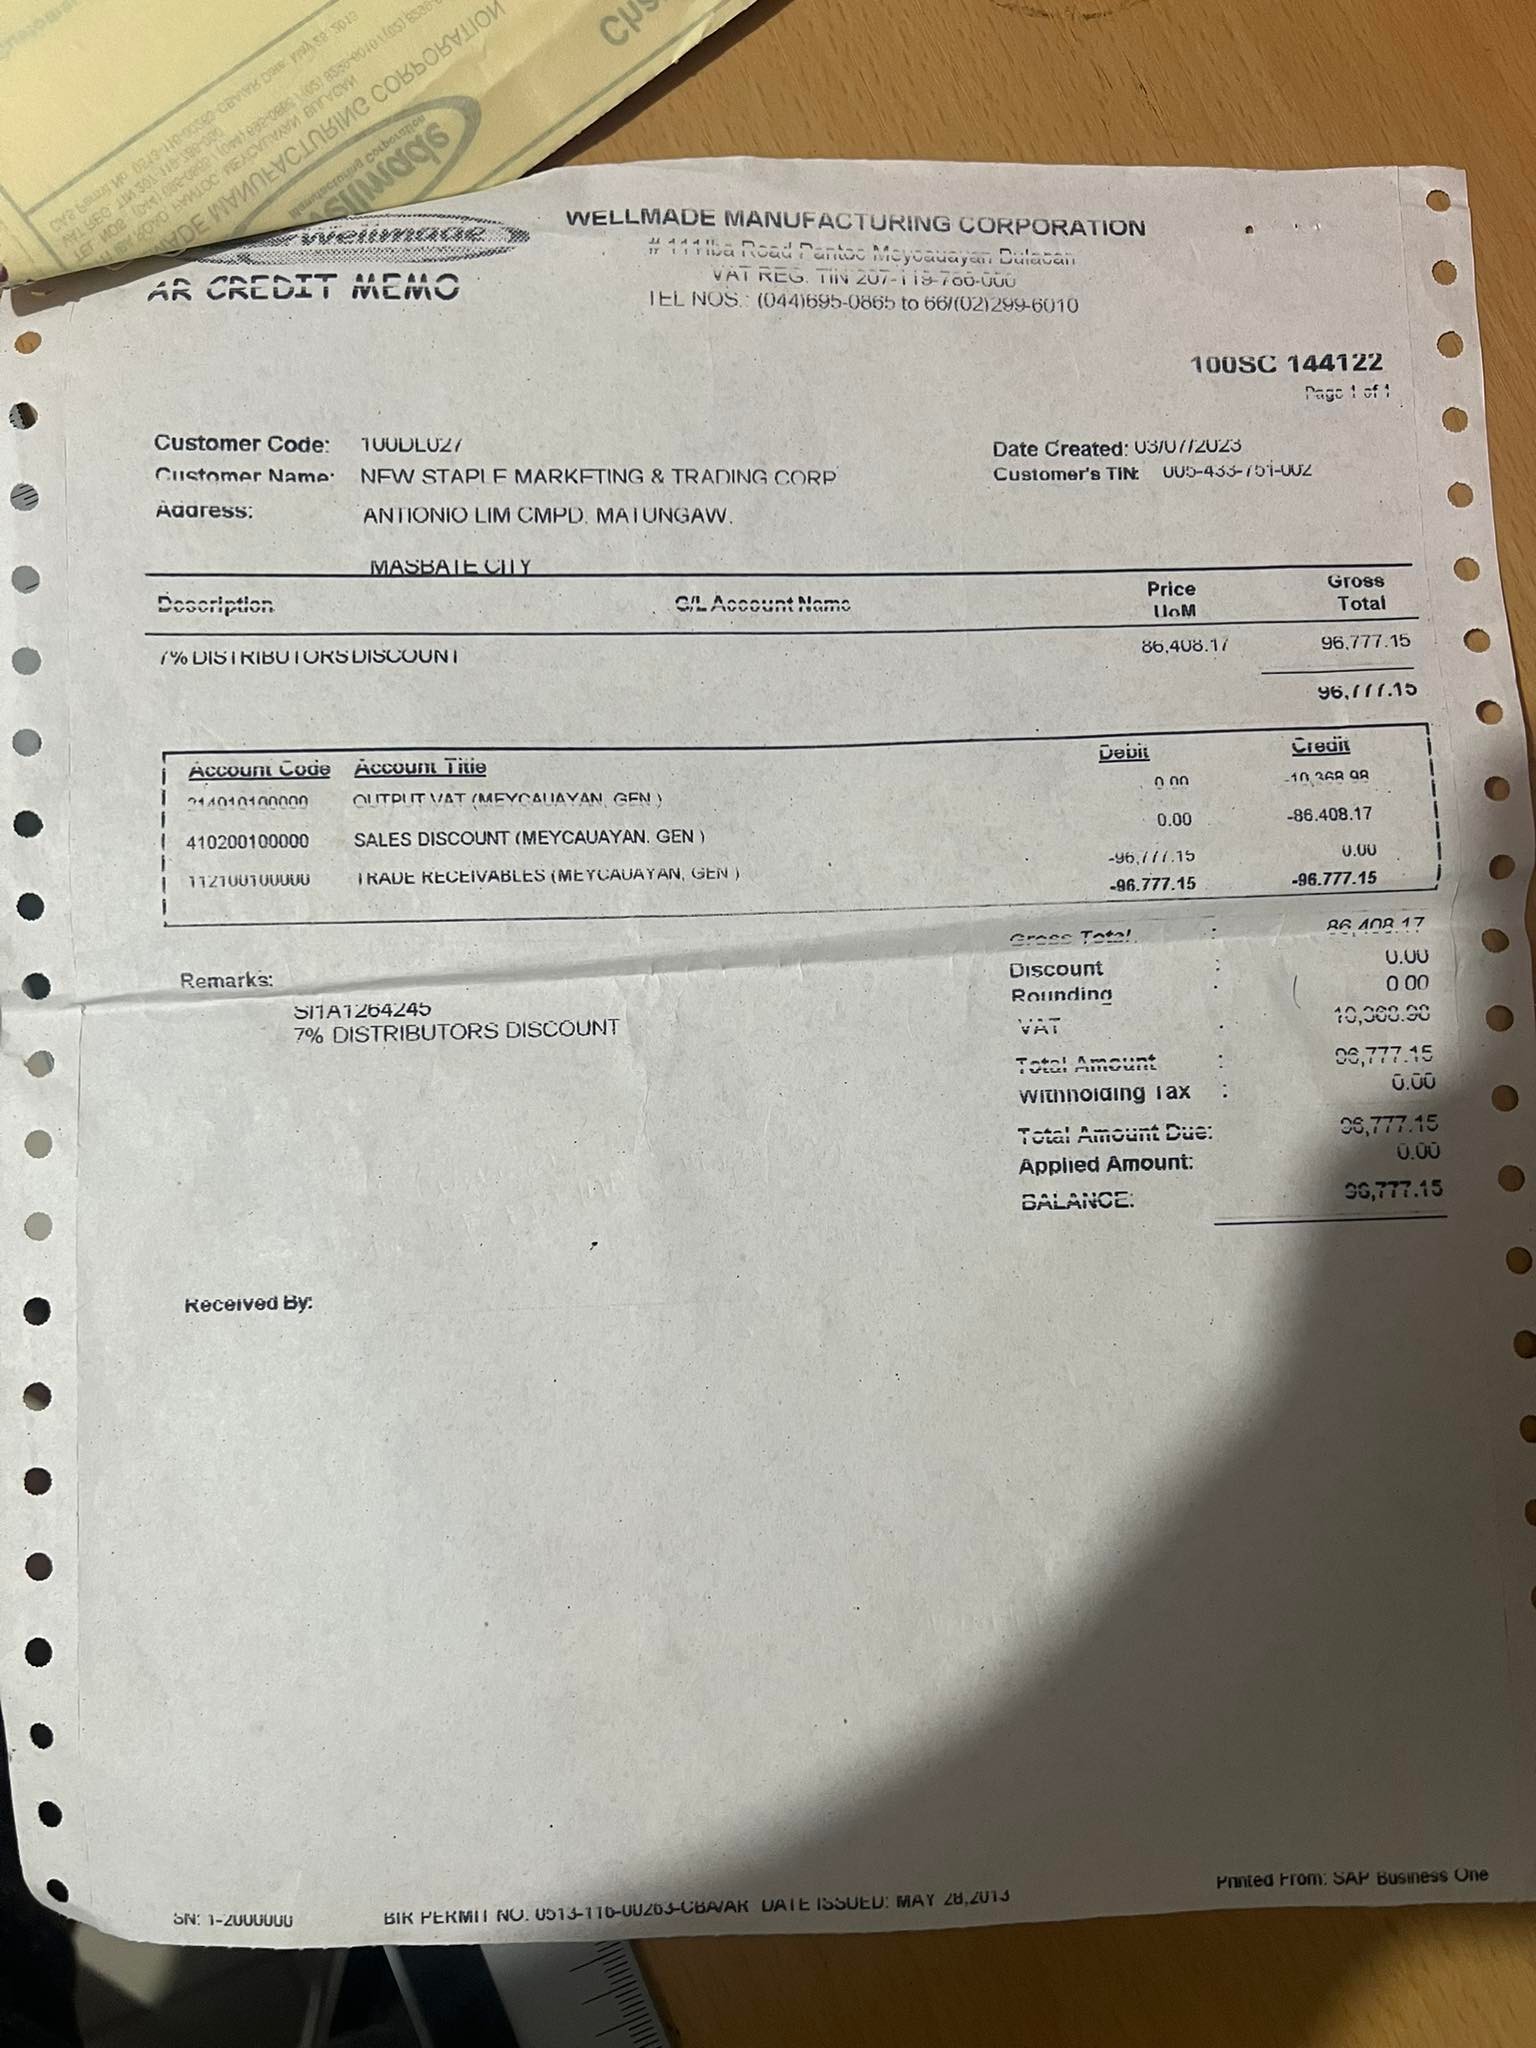 WELLMADE MANUFACTURING CORPORATION
# 111 Iba Road Pantoc Meycauayan Bulacan
VAT REG. TIN 207-119-786-000
TEL NOS.: (044)695-0865 to 66/(02)299-6010
Wellmade
AR CREDIT MEMO
100SC 144122
Page 1 of 1
Customer Code: 100DL027 Date Created: 03/07/2023
Customer Name: NEW STAPLE MARKETING & TRADING CORP Customer's TIN: 005-433-751-002
Address: ANTIONIO LIM CMPD. MATUNGAW.
MASBATE CITY
Description G/L Account Name Price UoM Gross Total
7% DISTRIBUTORS DISCOUNT 86,408.17 96,777.15
96,777.15
Account Code Account Title Debit Credit
214010100000 OUTPUT VAT (MEYCAUAYAN, GEN ) 0.00 -10,368.98
410200100000 SALES DISCOUNT (MEYCAUAYAN. GEN ) 0.00 -86.408.17
112100100000 TRADE RECEIVABLES (MEYCAUAYAN, GEN ) -96,777.15 0.00
-96.777.15 -96.777.15
Gross Total. : 86,408.17
Discount : 0.00
Rounding : 0.00
VAT . 10,368.98
Total Amount : 96,777.15
Withholding Tax : 0.00
Total Amount Due: 96,777.15
Applied Amount: 0.00
BALANCE: 96,777.15
Remarks:
SI1A1264245
7% DISTRIBUTORS DISCOUNT
Received By:
Printed From: SAP Business One
SN: 1-2000000 BIR PERMIT NO. 0513-116-00263-CBA/AR DATE ISSUED: MAY 28,2013